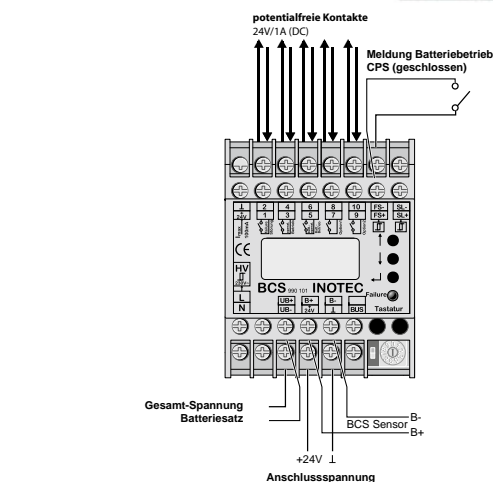 potentialfreie Kontakte
24V/1A (DC)
Meldung Batteriebetrieb
CPS (geschlossen)
⊥ 2 4 6 8 10 FS- SL-
24V 1 3 5 7 9 FS+ SL+
100mA
CE
HV
L
N
BCS 990 101 INOTEC
UB+ B+ B-
UB- 24V ⊥ BUS
Failure
Tastatur
Gesamt-Spannung
Batteriesatz
BCS Sensor
B-
B+
+24V ⊥
Anschlussspannung